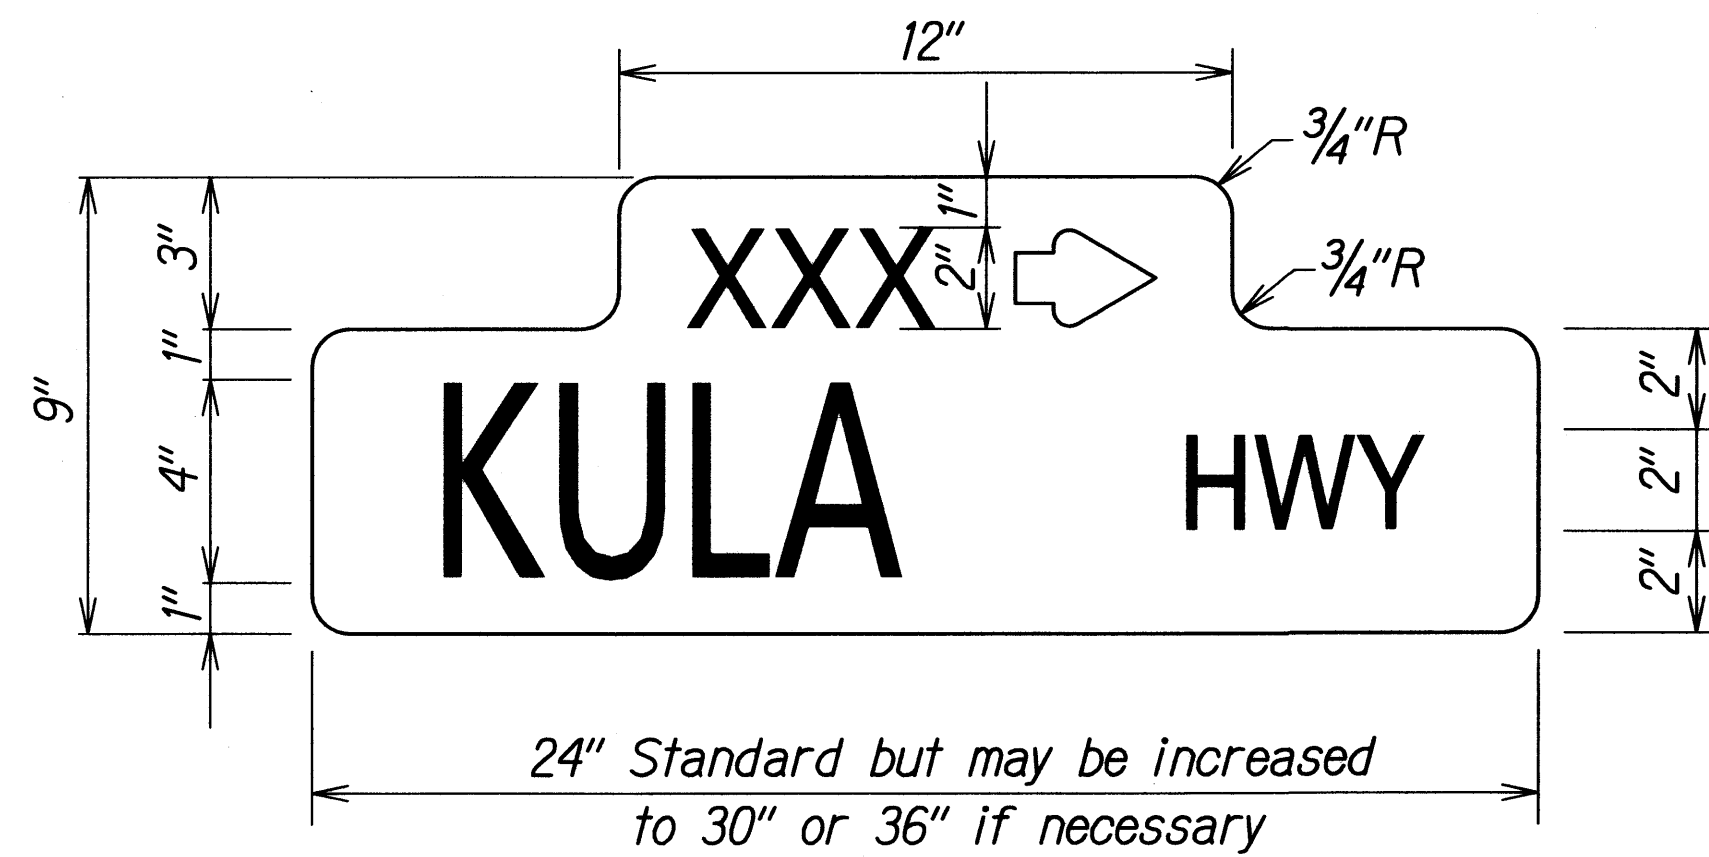 12"
3/4"R
3/4"R
1"
3"
XXX
2"
1"
9"
2"
KULA
4"
HWY
2"
1"
2"
24" Standard but may be increased
to 30" or 36" if necessary